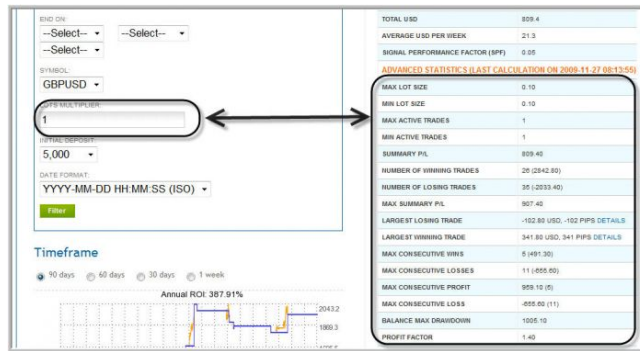 END ON:
--Select-- --Select--
--Select--
SYMBOL:
GBPUSD
LOTS MULTIPLIER:
1
INITIAL DEPOSIT:
5,000
DATE FORMAT:
YYYY-MM-DD HH:MM:SS (ISO)
Filter
Timeframe
90 days 60 days 30 days 1 week
Annual ROI: 387.91%
2043.2
1869.3
TOTAL USD 809.4
AVERAGE USD PER WEEK 21.3
SIGNAL PERFORMANCE FACTOR (SPF) 0.05
ADVANCED STATISTICS (LAST CALCULATION ON 2009-11-27 08:13:55)
MAX LOT SIZE 0.10
MIN LOT SIZE 0.10
MAX ACTIVE TRADES 1
MIN ACTIVE TRADES 1
SUMMARY P/L 809.40
NUMBER OF WINNING TRADES 26 (2842.80)
NUMBER OF LOSING TRADES 36 (-2033.40)
MAX SUMMARY P/L 907.40
LARGEST LOSING TRADE -102.80 USD, -102 PIPS DETAILS
LARGEST WINNING TRADE 341.80 USD, 341 PIPS DETAILS
MAX CONSECUTIVE WINS 5 (491.30)
MAX CONSECUTIVE LOSSES 11 (-655.60)
MAX CONSECUTIVE PROFIT 959.10 (5)
MAX CONSECUTIVE LOSS -655.60 (11)
BALANCE MAX DRAWDOWN 1005.10
PROFIT FACTOR 1.40